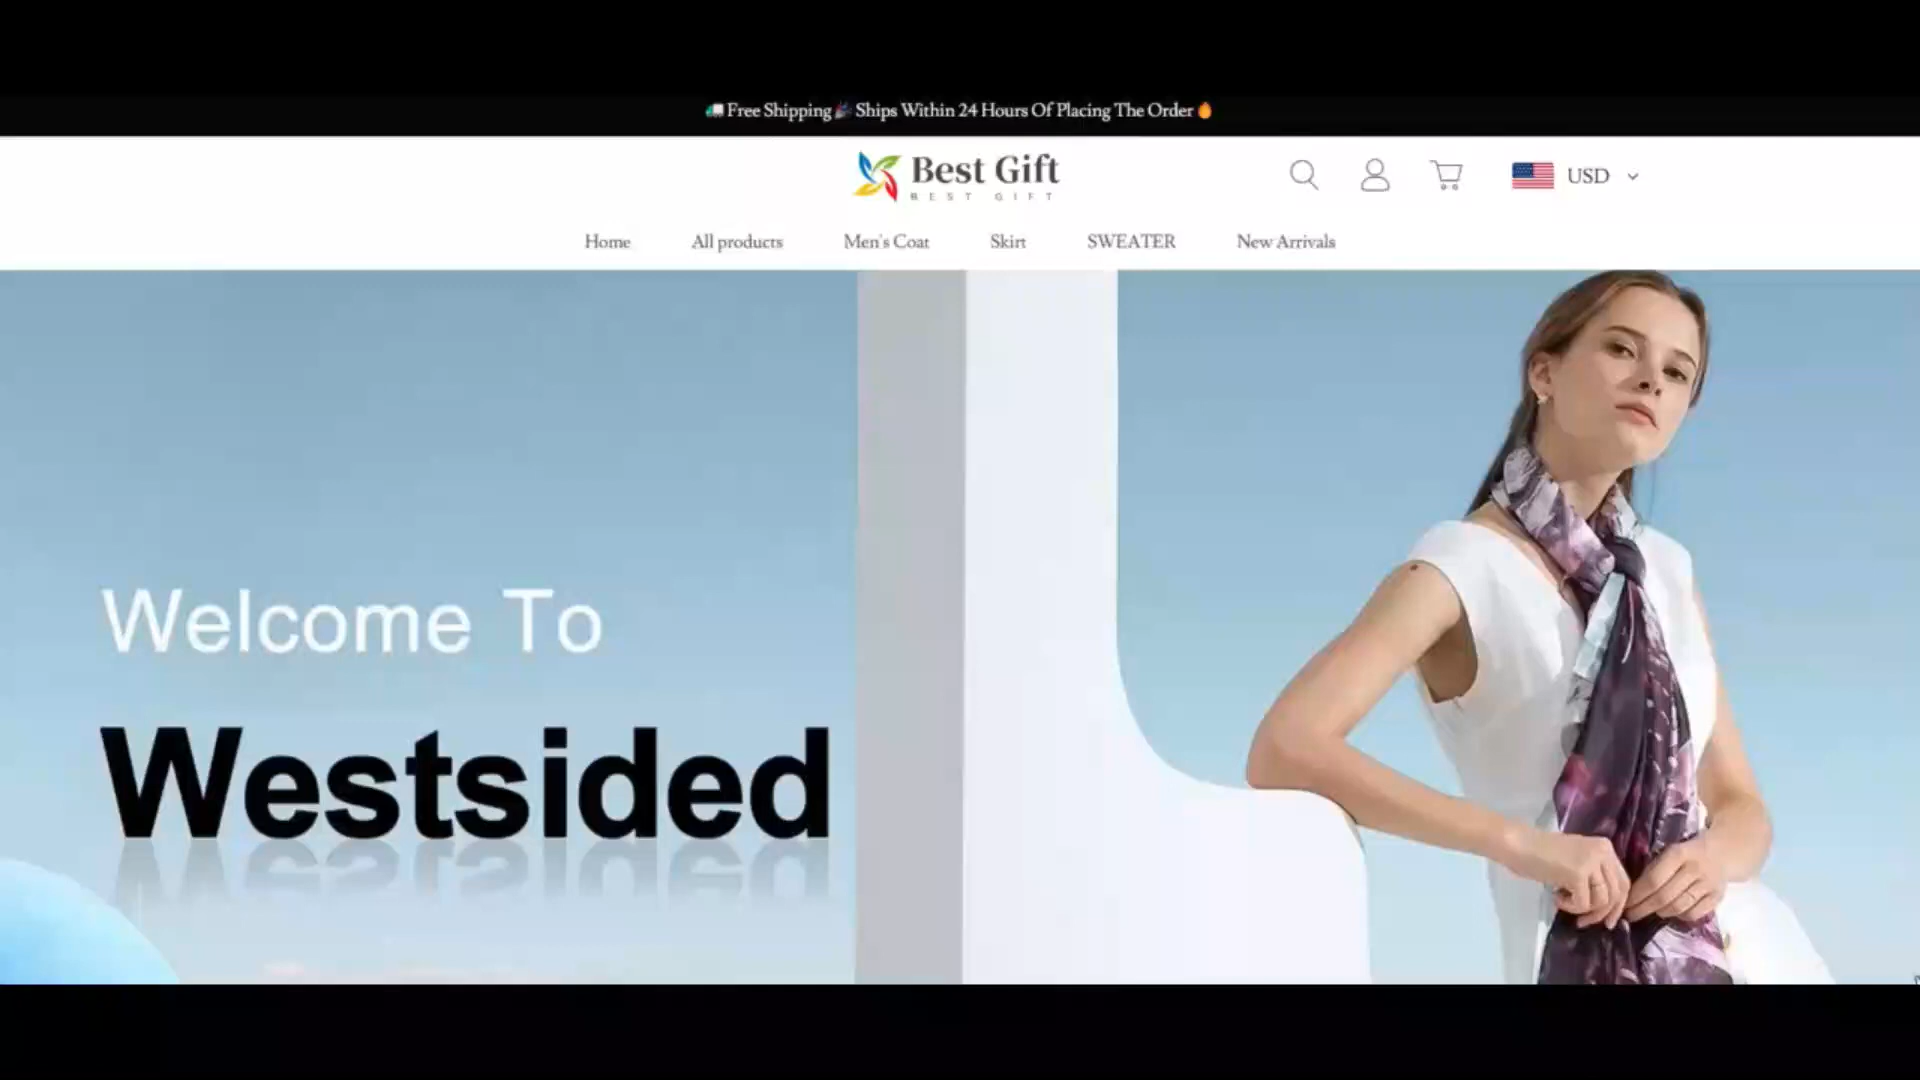 Free Shipping Ships Within 24 Hours Of Placing The Order
Best Gift
BEST GIFT
USD
Home All products Men's Coat Skirt SWEATER New Arrivals
Welcome To
Westsided